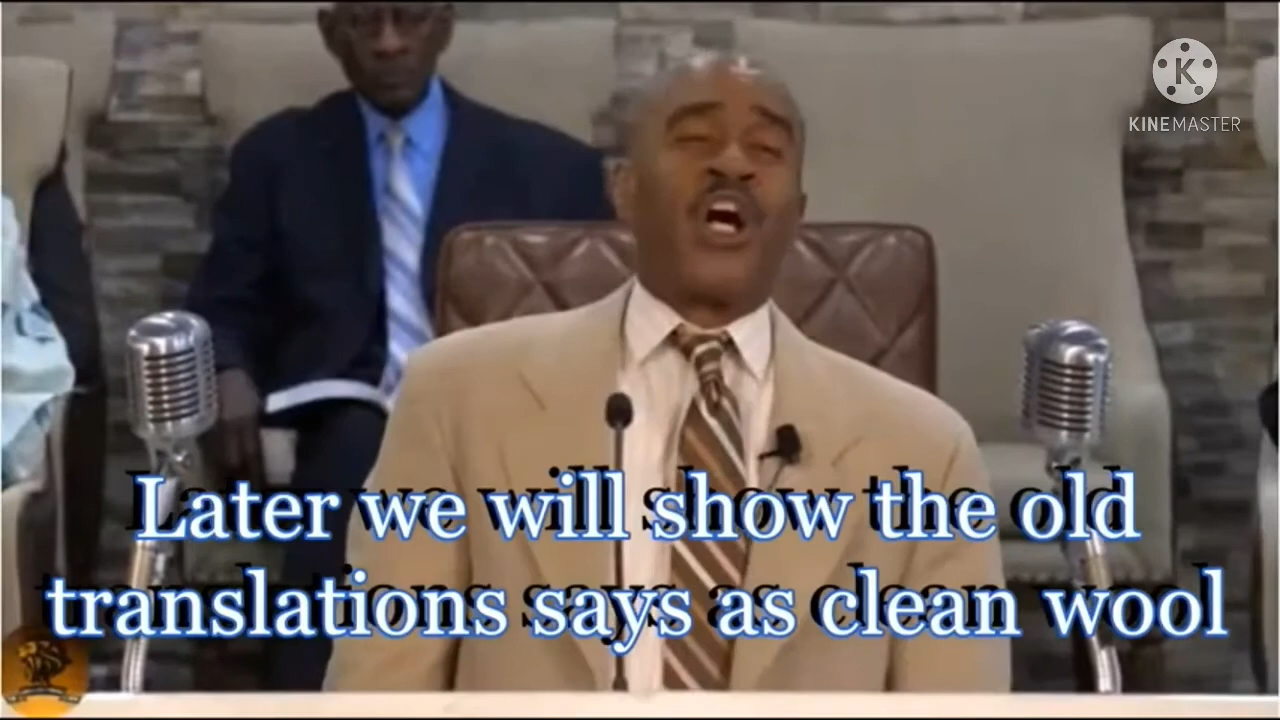 K
KINEMASTER
Later we will show the old
translations says as clean wool